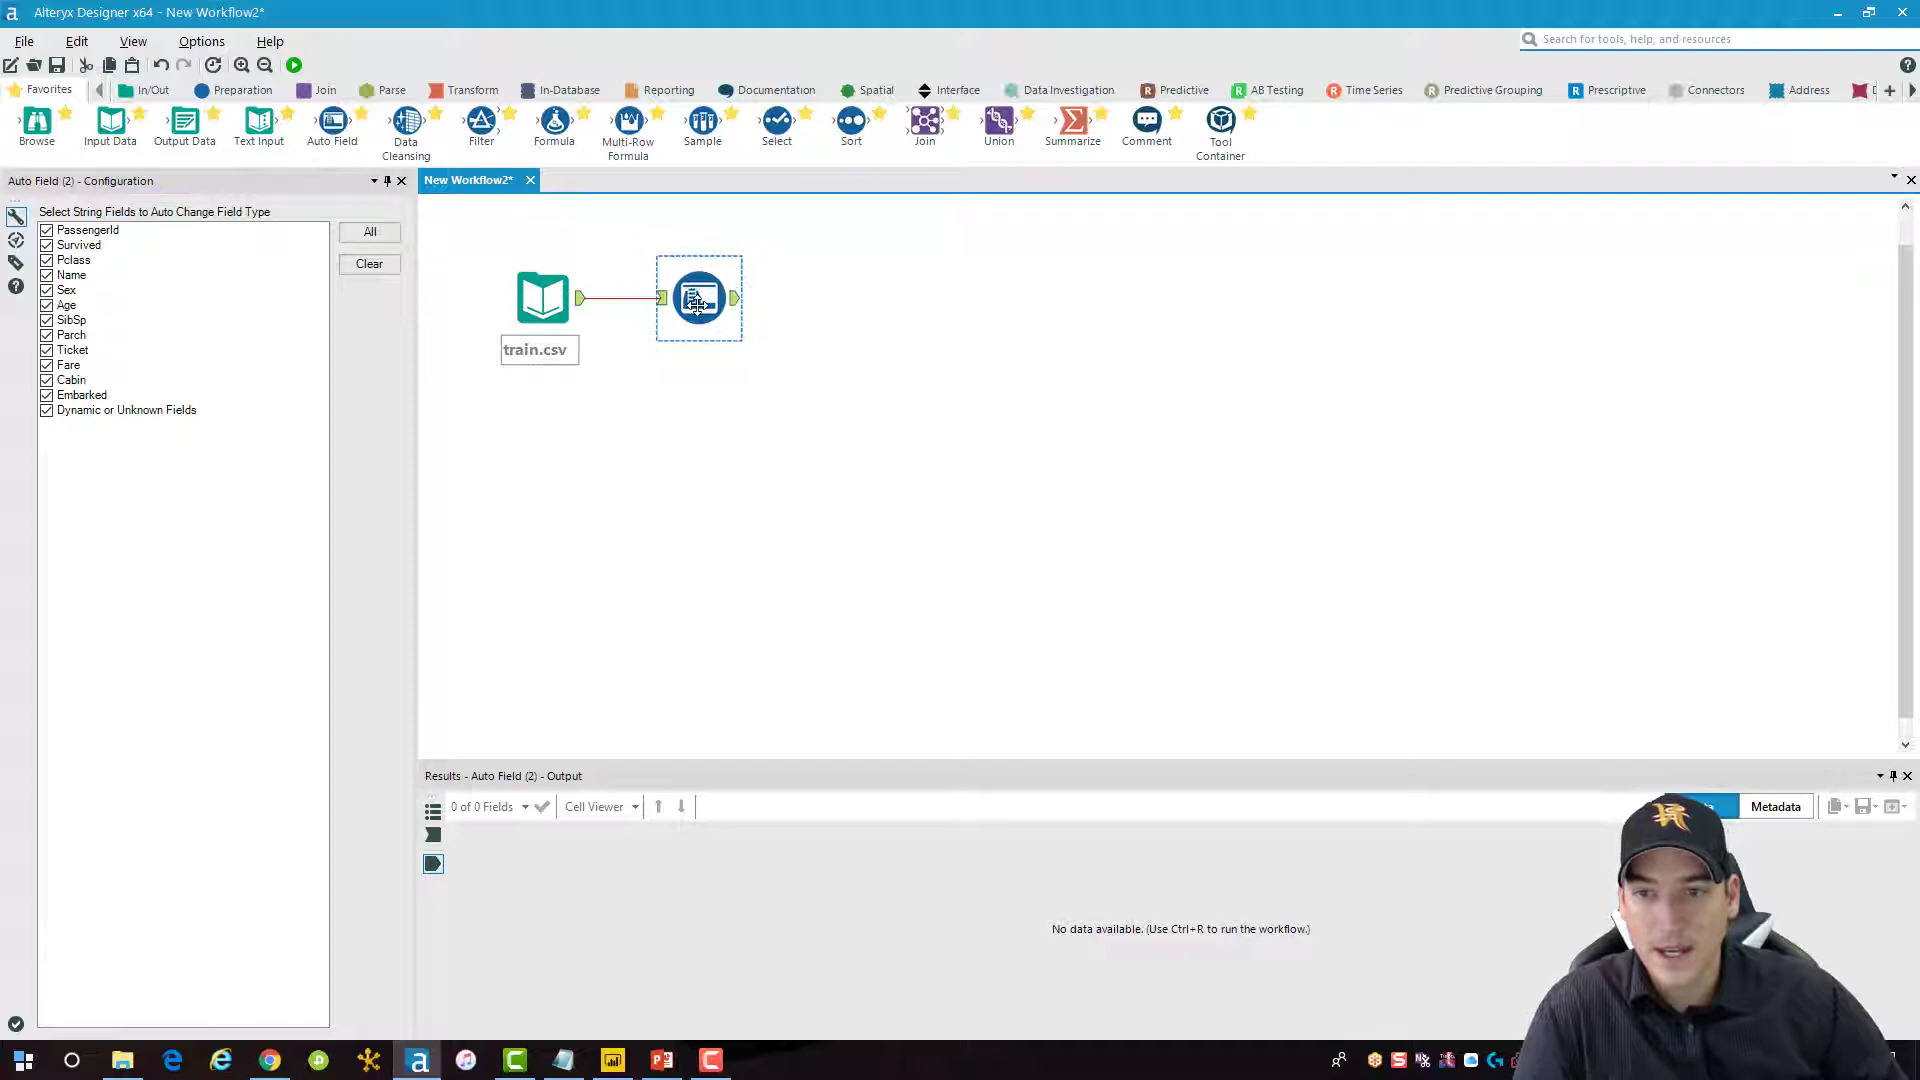 Alteryx Designer x64 - New Workflow2*
File Edit View Options Help
Search for tools, help, and resources
Favorites In/Out Preparation Join Parse Transform In-Database Reporting Documentation Spatial Interface Data Investigation Predictive AB Testing Time Series Predictive Grouping Prescriptive Connectors Address
Browse Input Data Output Data Text Input Auto Field Data Cleansing Filter Formula Multi-Row Formula Sample Select Sort Join Union Summarize Comment Tool Container
Auto Field (2) - Configuration
New Workflow2*
Select String Fields to Auto Change Field Type
PassengerId
All
Survived
Pclass
Clear
Name
Sex
Age
SibSp
Parch
Ticket
Fare
Cabin
Embarked
Dynamic or Unknown Fields
train.csv
Results - Auto Field (2) - Output
0 of 0 Fields Cell Viewer Metadata
No data available. (Use Ctrl+R to run the workflow.)